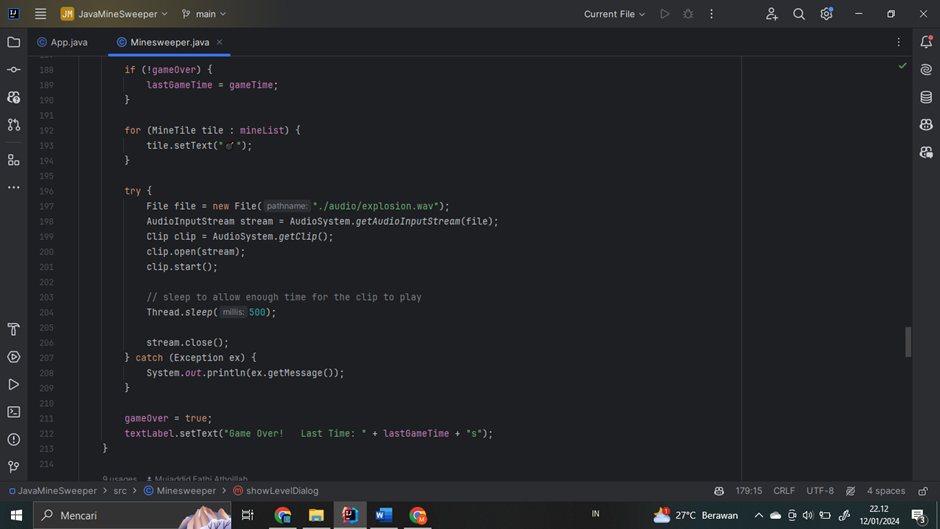 JM JavaMineSweeper main Current File
App.java Minesweeper.java
188 if (!gameOver) {
189 lastGameTime = gameTime;
190 }
191
192 for (MineTile tile : mineList) {
193 tile.setText("💣");
194 }
195
196 try {
197 File file = new File( pathname: "./audio/explosion.wav");
198 AudioInputStream stream = AudioSystem.getAudioInputStream(file);
199 Clip clip = AudioSystem.getClip();
200 clip.open(stream);
201 clip.start();
202
203 // sleep to allow enough time for the clip to play
204 Thread.sleep( millis: 500);
205
206 stream.close();
207 } catch (Exception ex) {
208 System.out.println(ex.getMessage());
209 }
210
211 gameOver = true;
212 textLabel.setText("Game Over!   Last Time: " + lastGameTime + "s");
213 }
214
9 usages Mujaddid Fathi Athoillah
JavaMineSweeper > src > Minesweeper > showLevelDialog 179:15 CRLF UTF-8 4 spaces
Mencari IN 27°C Berawan 22.12
12/01/2024 3